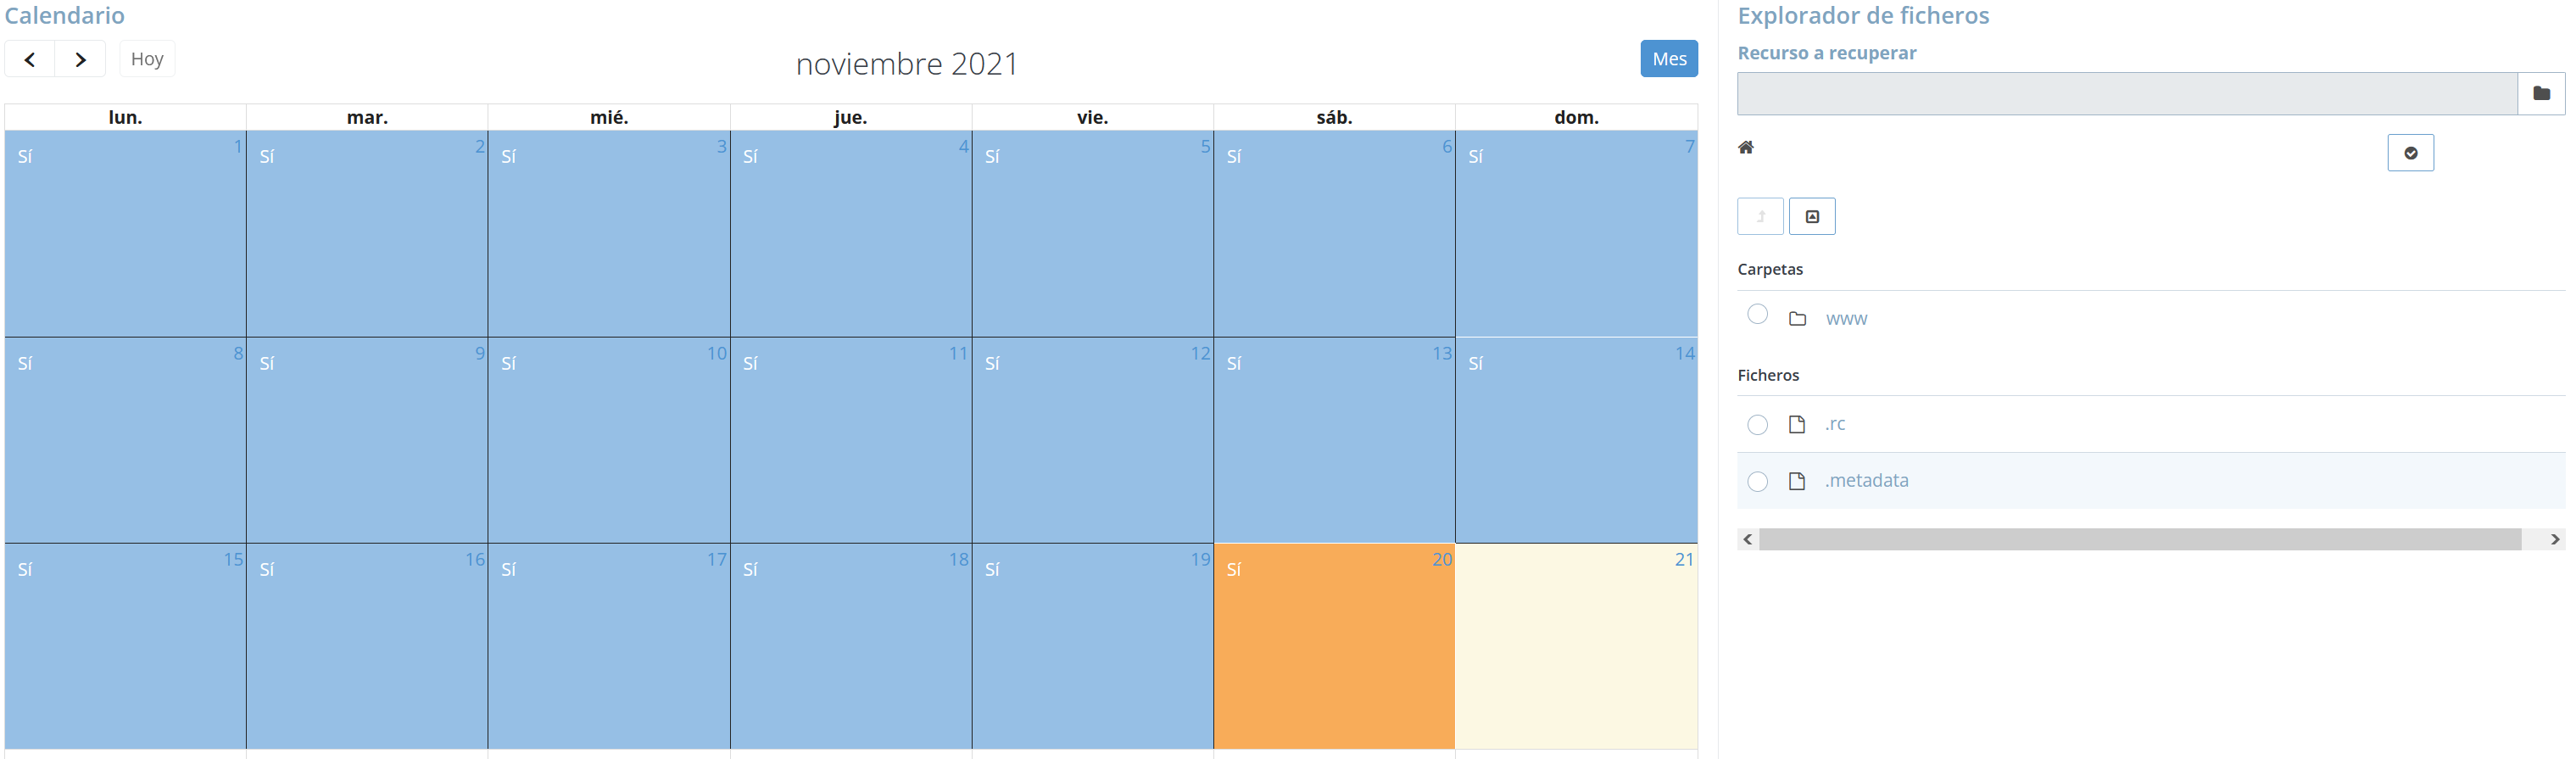 Calendario
Hoy
noviembre 2021
Mes
lun. mar. mié. jue. vie. sáb. dom.
Sí 1 Sí 2 Sí 3 Sí 4 Sí 5 Sí 6 Sí 7
Sí 8 Sí 9 Sí 10 Sí 11 Sí 12 Sí 13 Sí 14
Sí 15 Sí 16 Sí 17 Sí 18 Sí 19 Sí 20 21
Explorador de ficheros
Recurso a recuperar
Carpetas
www
Ficheros
.rc
.metadata